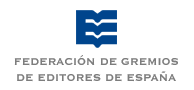 FEDERACIÓN DE GREMIOS
DE EDITORES DE ESPAÑA